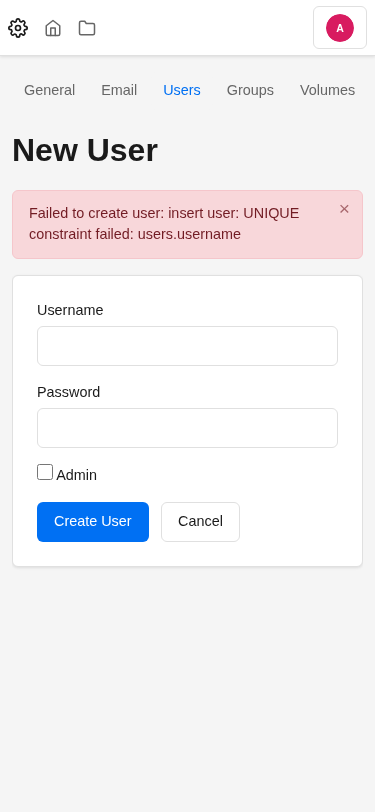 A
General Email Users Groups Volumes
New User
Failed to create user: insert user: UNIQUE
constraint failed: users.username
×
Username
Password
Admin
Create User Cancel